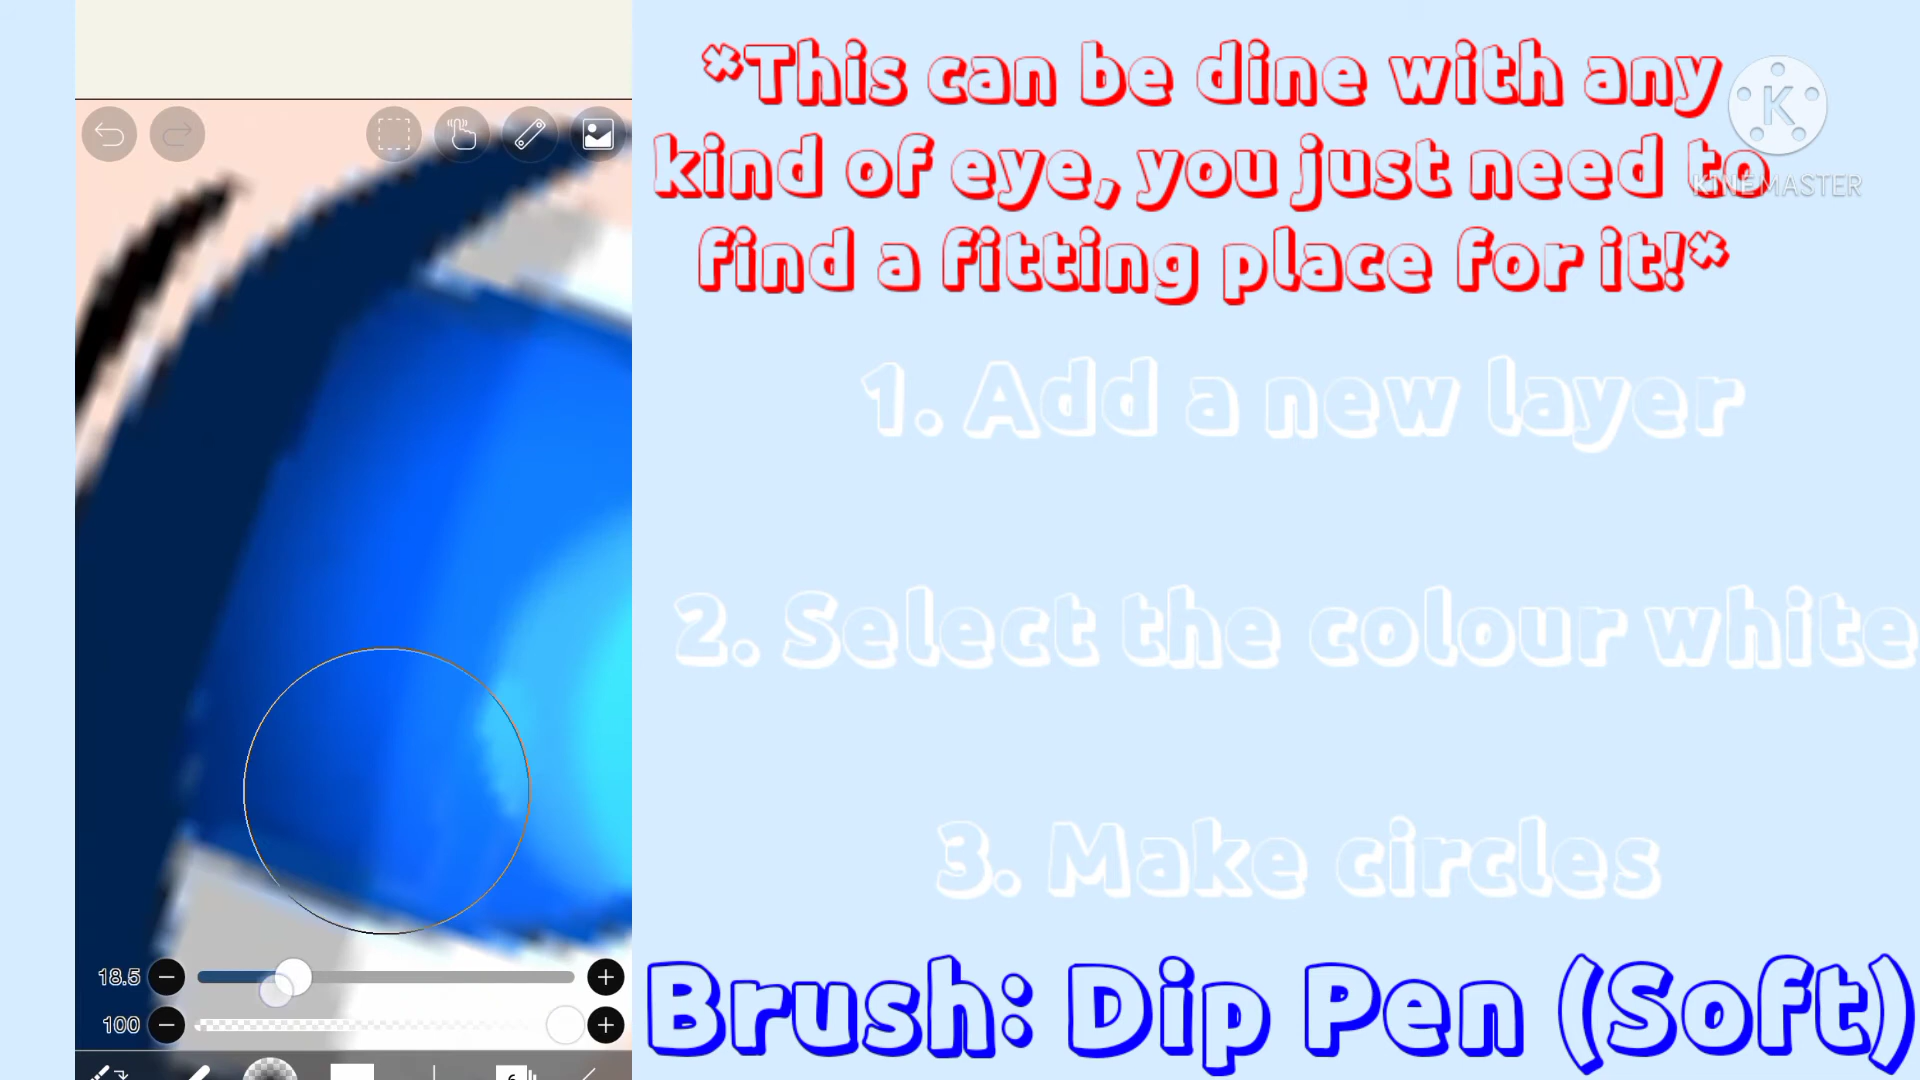 *This can be dine with any
kind of eye, you just need to
find a fitting place for it!*
K
KINEMASTER
1. Add a new layer
2. Select the colour white
3. Make circles
Brush: Dip Pen (Soft)
18.5
100
6